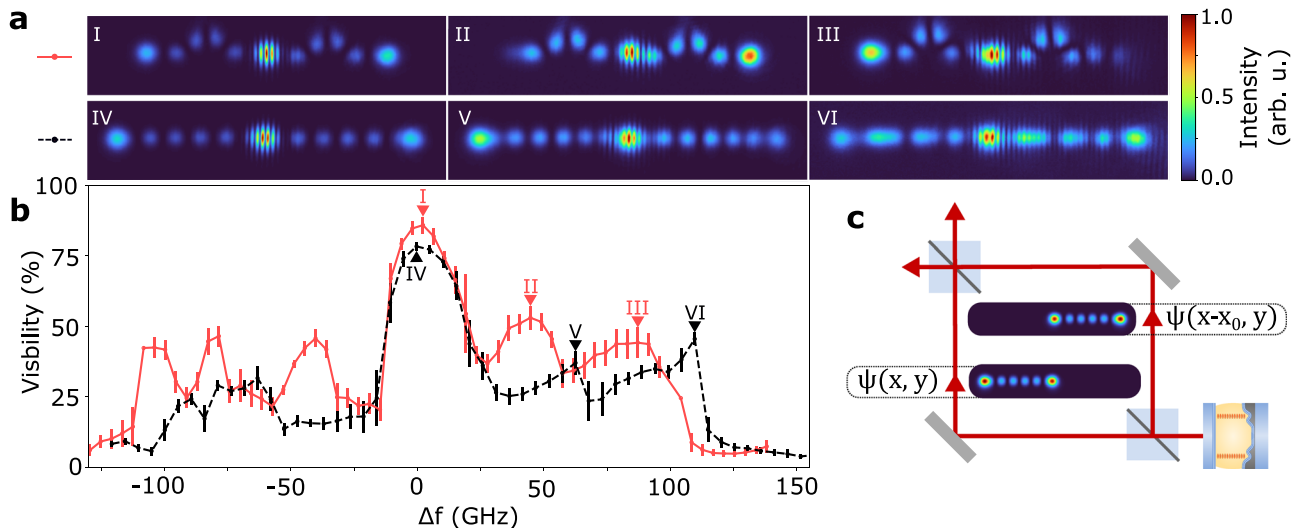 a
I
II
III
IV
V
VI
1.0
0.5
0.0
Intensity
(arb. u.)
b
Visbility (%)
100
75
50
25
0
I
II
III
IV
V
VI
-100
-50
0
50
100
150
Δf (GHz)
c
ψ(x-x₀, y)
ψ(x, y)